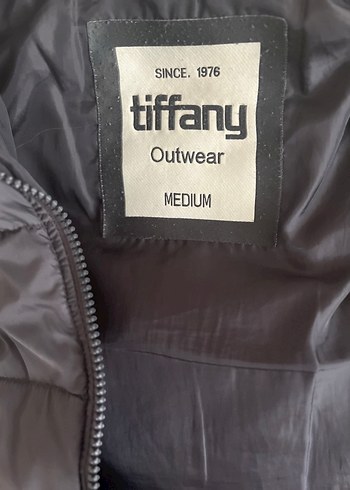 SINCE. 1976
tiffany
Outwear
MEDIUM